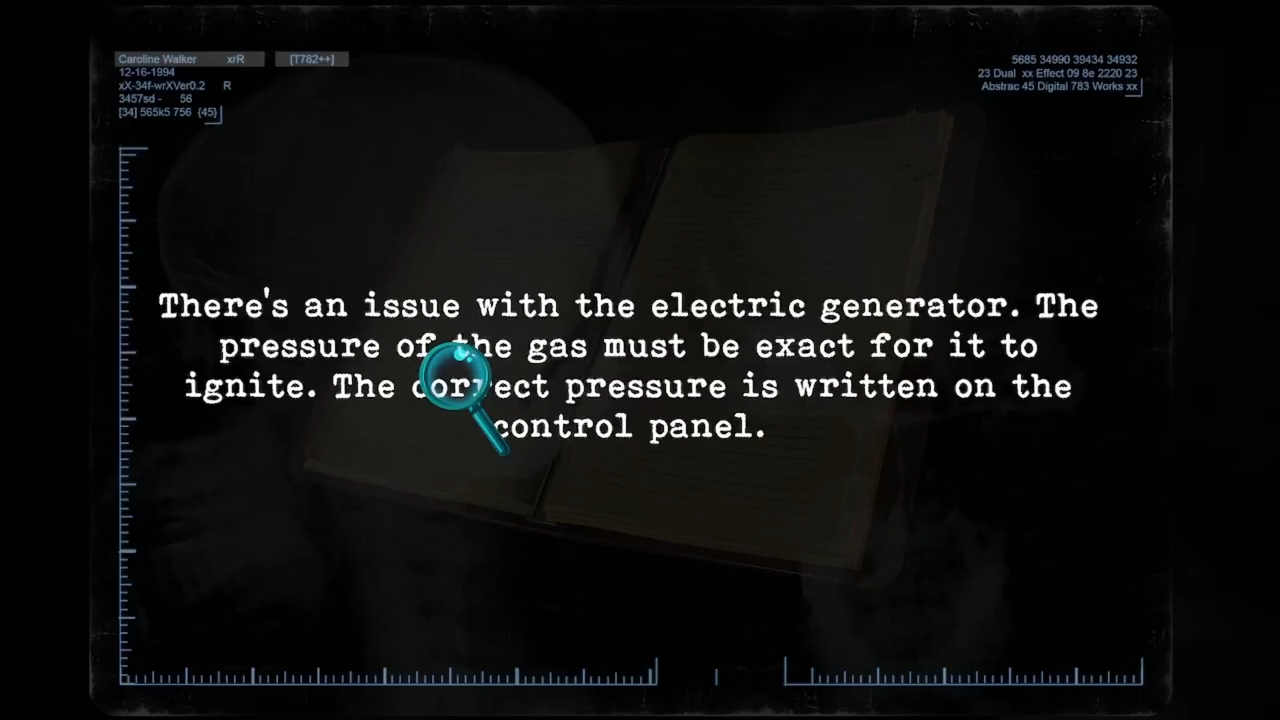 Caroline Walker xrR [T782++]
12-16-1994
xX-34f-wrXVer0.2 R
3457sd - 56
[34] 565k5 756 {45}
5685 34990 39434 34932
23 Dual xx Effect 09 8e 2220 23
Abstrac 45 Digital 783 Works xx
There's an issue with the electric generator. The
pressure of the gas must be exact for it to
ignite. The correct pressure is written on the
control panel.